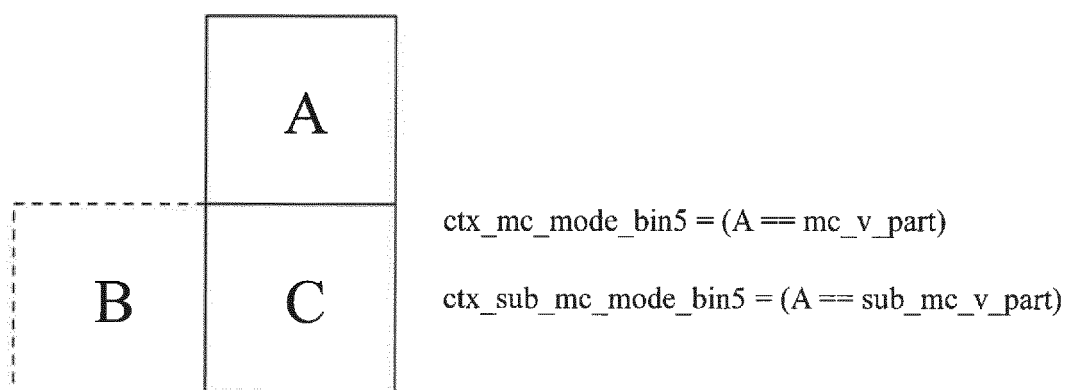 A
ctx_mc_mode_bin5 = (A == mc_v_part)
B
C
ctx_sub_mc_mode_bin5 = (A == sub_mc_v_part)